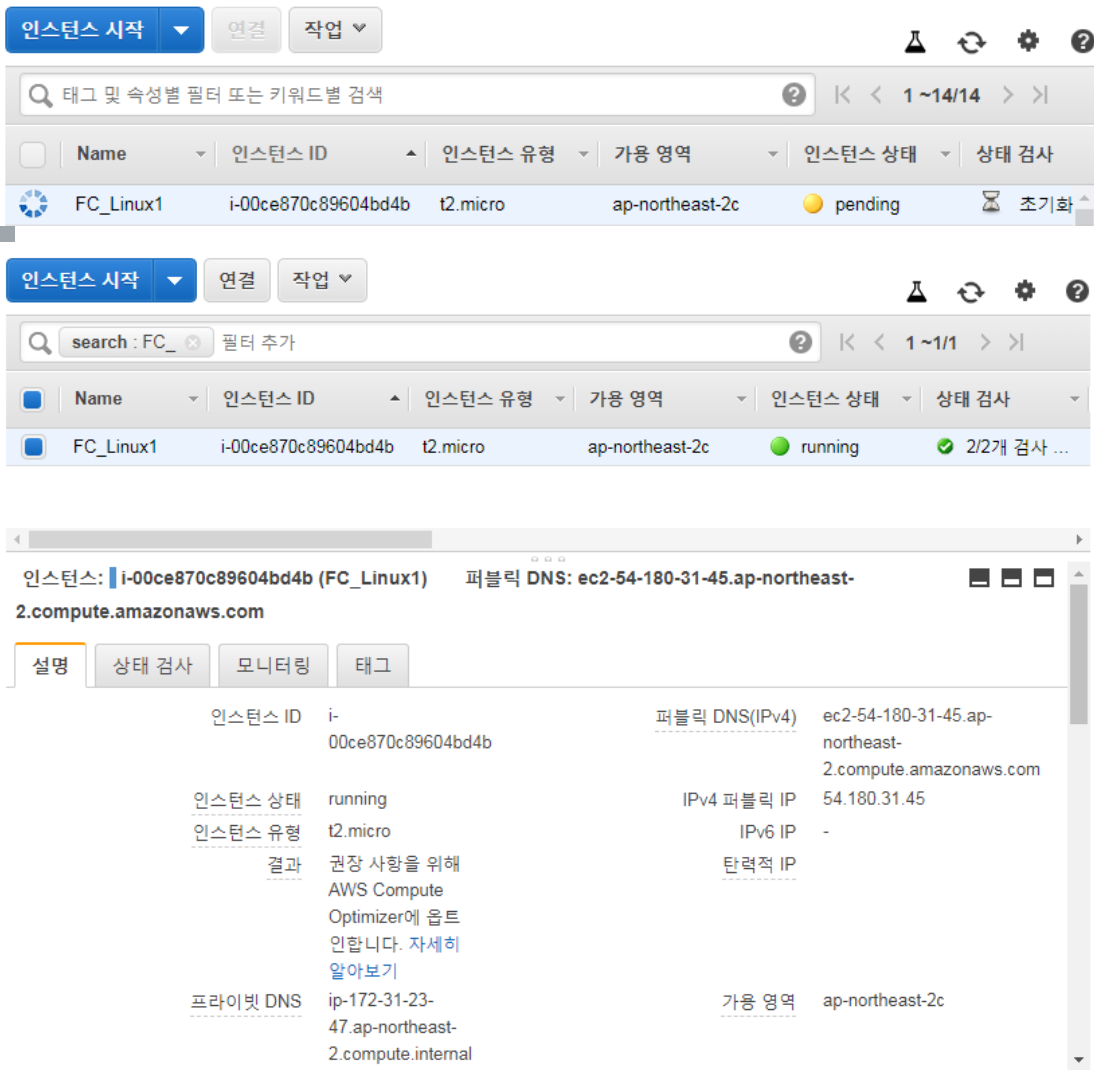 인스턴스 시작 연결 작업
태그 및 속성별 필터 또는 키워드별 검색 1 ~14/14
Name 인스턴스 ID 인스턴스 유형 가용 영역 인스턴스 상태 상태 검사
FC_Linux1 i-00ce870c89604bd4b t2.micro ap-northeast-2c pending 초기화
인스턴스 시작 연결 작업
search : FC_ 필터 추가 1 ~1/1
Name 인스턴스 ID 인스턴스 유형 가용 영역 인스턴스 상태 상태 검사
FC_Linux1 i-00ce870c89604bd4b t2.micro ap-northeast-2c running 2/2개 검사 ...
인스턴스: i-00ce870c89604bd4b (FC_Linux1) 퍼블릭 DNS: ec2-54-180-31-45.ap-northeast-
2.compute.amazonaws.com
설명 상태 검사 모니터링 태그
인스턴스 ID i-
00ce870c89604bd4b
퍼블릭 DNS(IPv4) ec2-54-180-31-45.ap-
northeast-
2.compute.amazonaws.com
인스턴스 상태 running IPv4 퍼블릭 IP 54.180.31.45
인스턴스 유형 t2.micro IPv6 IP -
결과 권장 사항을 위해
AWS Compute
Optimizer에 옵트
인합니다. 자세히
알아보기
탄력적 IP
프라이빗 DNS ip-172-31-23-
47.ap-northeast-
2.compute.internal
가용 영역 ap-northeast-2c